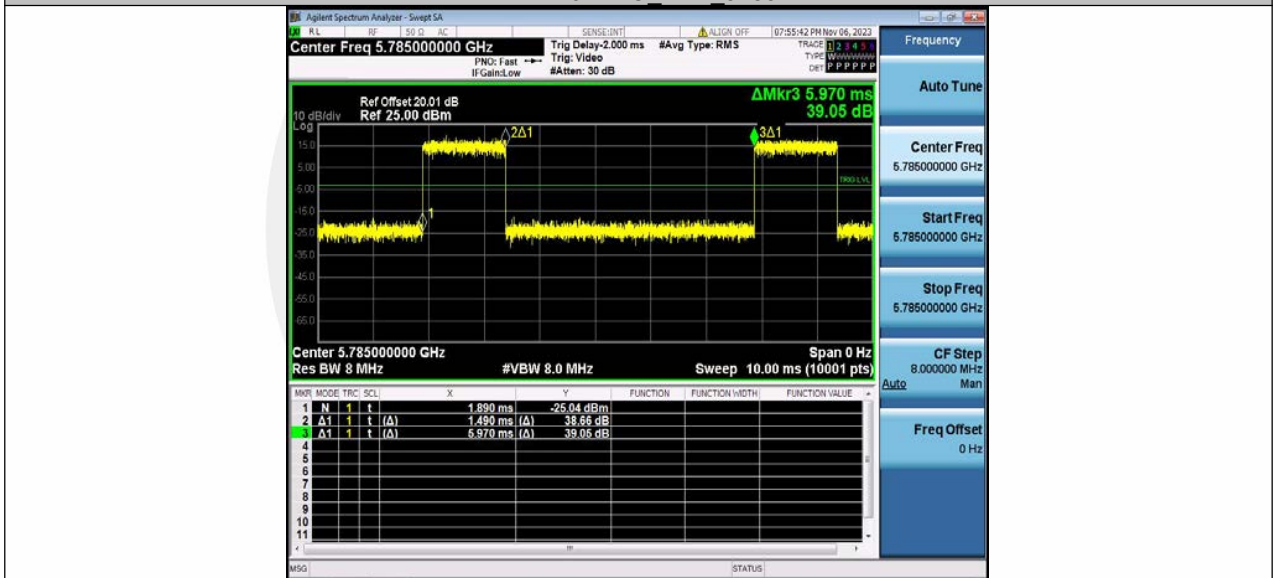 Agilent Spectrum Analyzer - Swept SA
RL RF 50 Ω AC SENSE:INT ALIGN OFF 07:55:42 PM Nov 06, 2023
Center Freq 5.785000000 GHz
PNO: Fast
IFGain:Low
Trig Delay-2.000 ms
Trig: Video
#Atten: 30 dB
#Avg Type: RMS
TRACE 1 2 3 4 5 6
TYPE W
DET P P P P P P
Frequency
Auto Tune
ΔMkr3 5.970 ms
39.05 dB
Ref Offset 20.01 dB
10 dB/div Ref 25.00 dBm
Log
15.0
5.00
-5.00
-15.0
-25.0
-35.0
-45.0
-55.0
-65.0
2Δ1
3Δ1
1
TRIG LVL
Center Freq
5.785000000 GHz
Start Freq
5.785000000 GHz
Stop Freq
5.785000000 GHz
CF Step
8.000000 MHz
Auto Man
Freq Offset
0 Hz
Center 5.785000000 GHz Span 0 Hz
Res BW 8 MHz #VBW 8.0 MHz Sweep 10.00 ms (10001 pts)
MKR MODE TRC SCL X Y FUNCTION FUNCTION WIDTH FUNCTION VALUE
1 N 1 t 1.890 ms -25.04 dBm
2 Δ1 1 t (Δ) 1.490 ms (Δ) 38.66 dB
3 Δ1 1 t (Δ) 5.970 ms (Δ) 39.05 dB
4
5
6
7
8
9
10
11
MSG STATUS